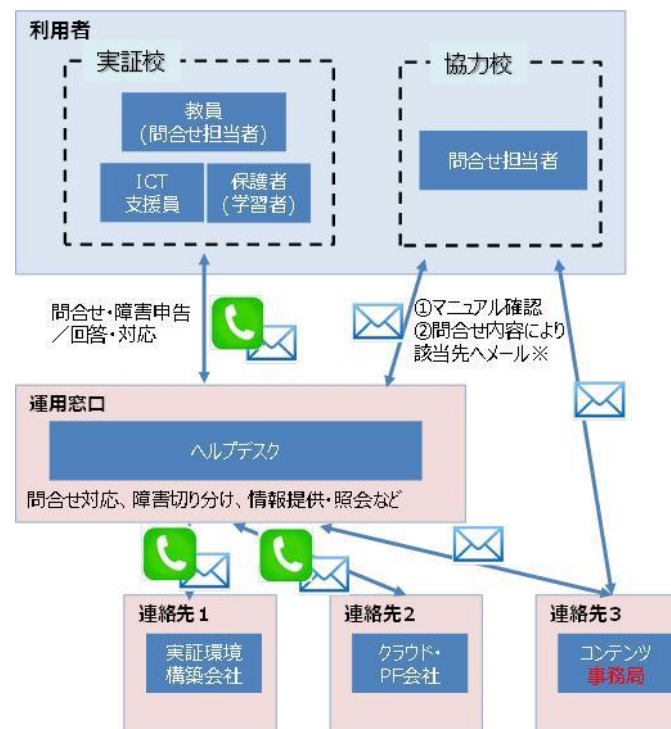 利用者
実証校
協力校
教員
(問合せ担当者)
ICT
支援員
保護者
(学習者)
問合せ担当者
問合せ・障害申告
／回答・対応
①マニュアル確認
②問合せ内容により
該当先へメール※
運用窓口
ヘルプデスク
問合せ対応、障害切り分け、情報提供・照会など
連絡先1
実証環境
構築会社
連絡先2
クラウド・
PF会社
連絡先3
コンテンツ
事務局